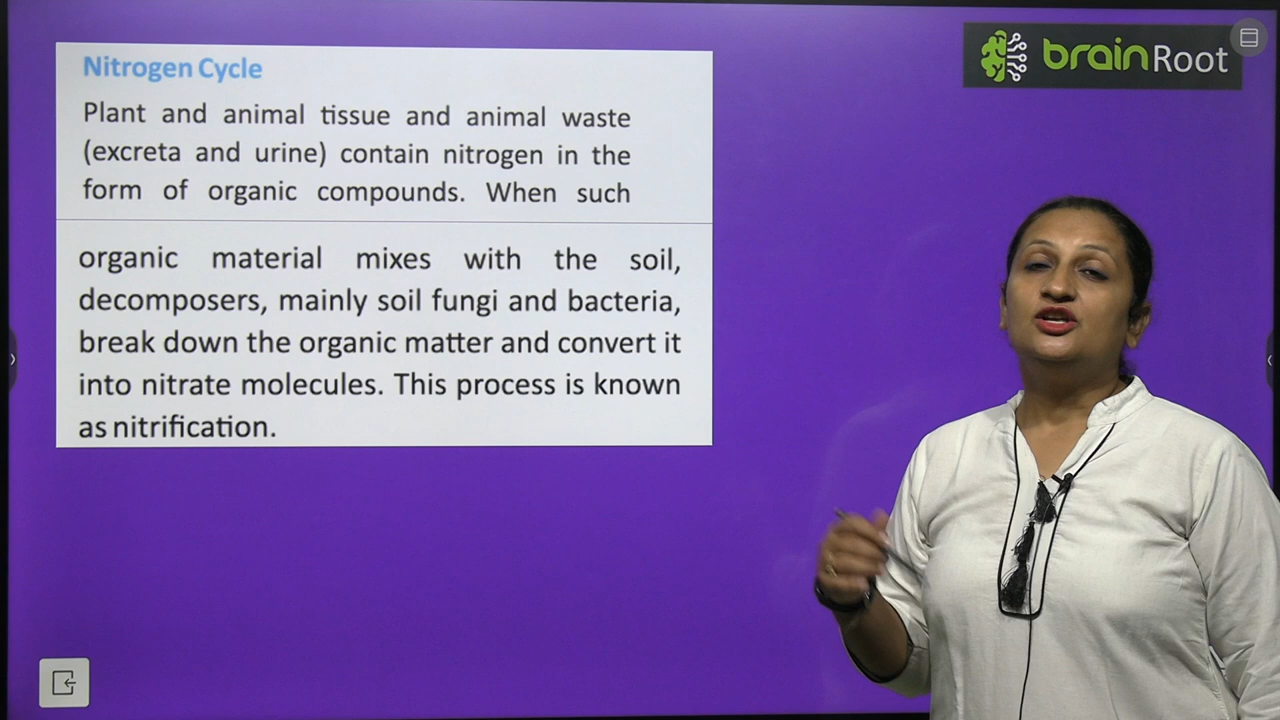 Nitrogen Cycle
brainRoot
Plant and animal tissue and animal waste
(excreta and urine) contain nitrogen in the
form of organic compounds. When such
organic material mixes with the soil,
decomposers, mainly soil fungi and bacteria,
break down the organic matter and convert it
into nitrate molecules. This process is known
as nitrification.